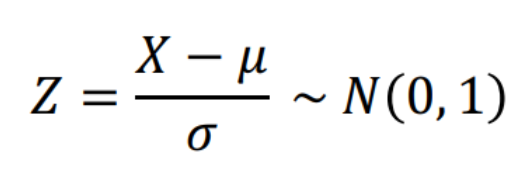 Z = (X − μ) / σ ~ N(0, 1)